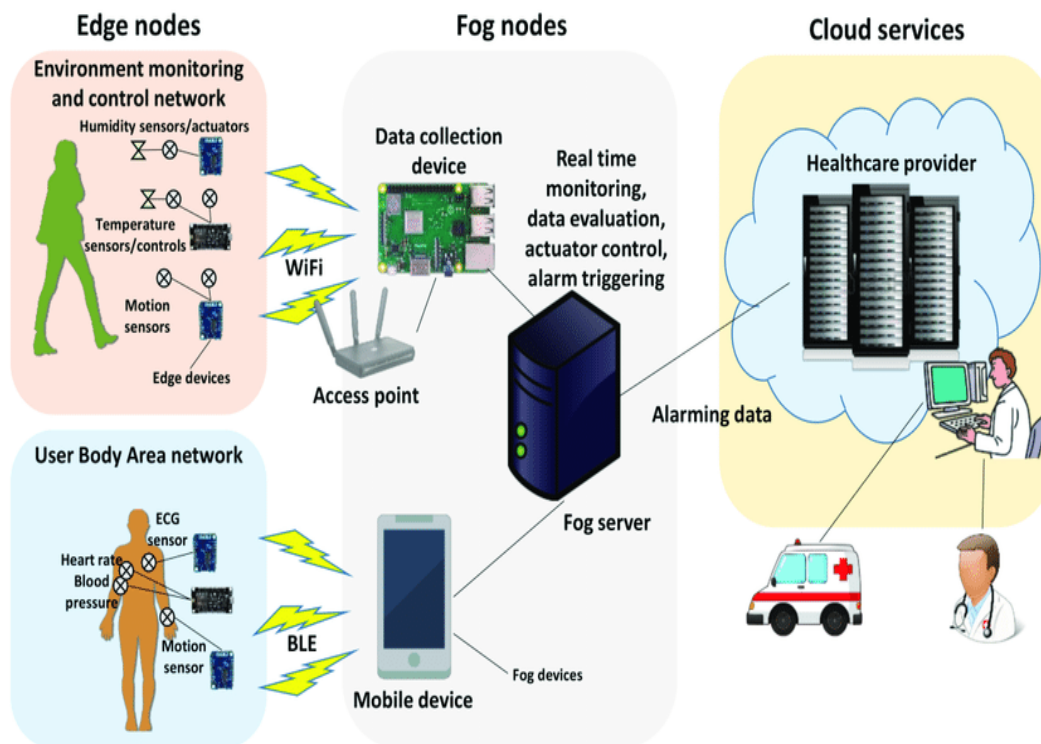 Edge nodes
Environment monitoring
and control network
Humidity sensors/actuators
Temperature
sensors/controls
Motion
sensors
Edge devices
WiFi
User Body Area network
ECG
sensor
Heart rate
Blood
pressure
Motion
sensor
BLE
Fog nodes
Data collection
device
Real time
monitoring,
data evaluation,
actuator control,
alarm triggering
Access point
Fog server
Fog devices
Mobile device
Alarming data
Cloud services
Healthcare provider